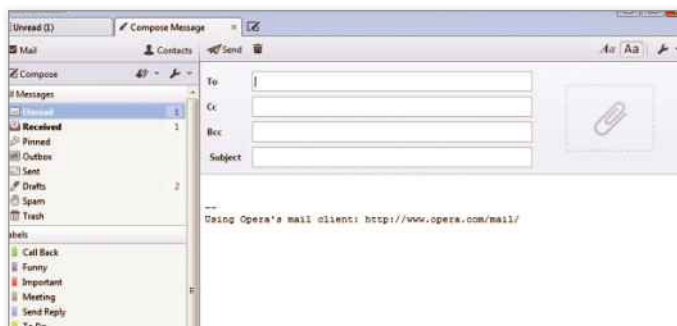 Unread (1)
Compose Message
Mail
Contacts
Send
Aa Aa
Compose
To
Cc
Bcc
Subject
Messages
Unread 1
Received 1
Pinned
Outbox
Sent
Drafts 2
Spam
Trash
Call Back
Funny
Important
Meeting
Send Reply
To Do
--
Using Opera's mail client: http://www.opera.com/mail/